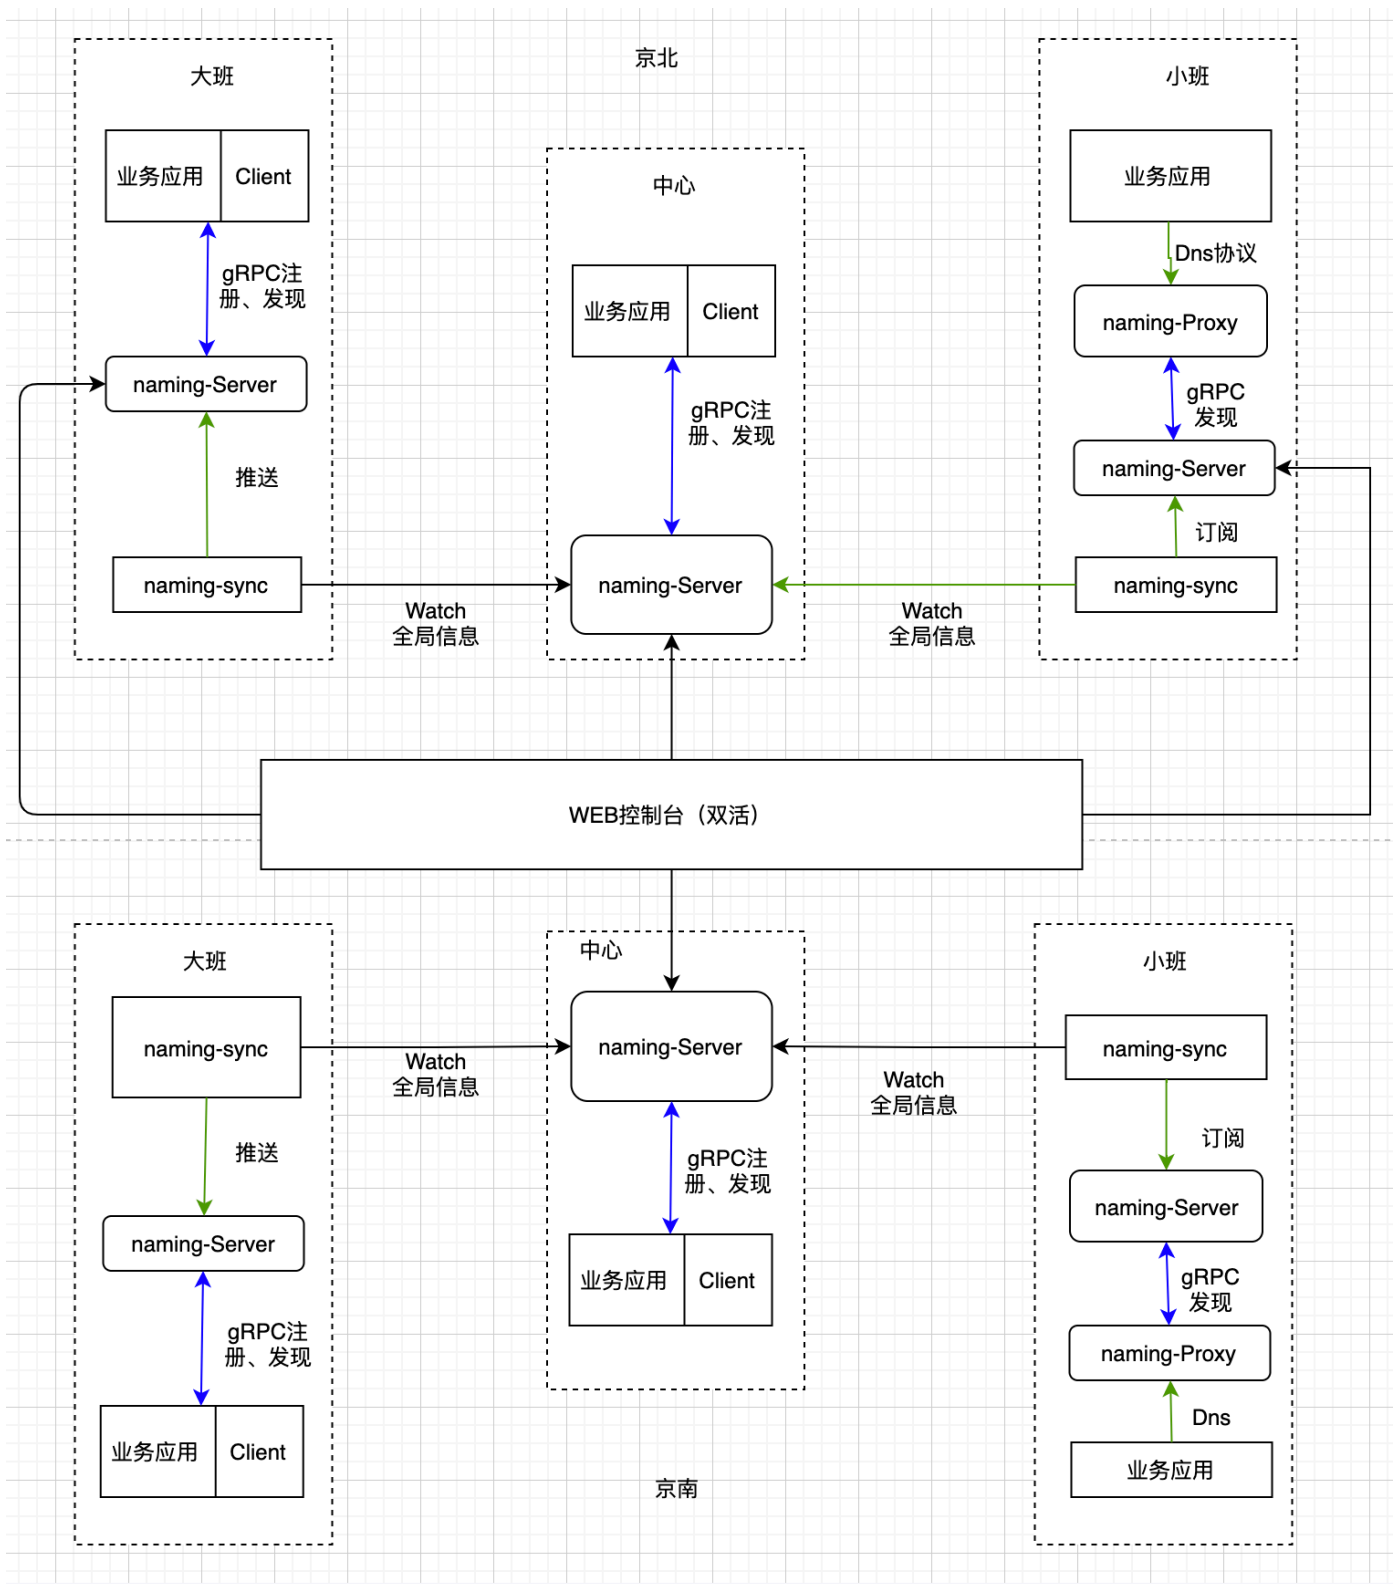 京北
大班
业务应用
Client
gRPC注
册、发现
naming-Server
推送
naming-sync
Watch
全局信息
中心
业务应用
Client
gRPC注
册、发现
naming-Server
小班
业务应用
Dns协议
naming-Proxy
gRPC
发现
naming-Server
订阅
naming-sync
Watch
全局信息
WEB控制台（双活）
大班
naming-sync
推送
naming-Server
gRPC注
册、发现
业务应用
Client
Watch
全局信息
中心
naming-Server
gRPC注
册、发现
业务应用
Client
Watch
全局信息
小班
naming-sync
订阅
naming-Server
gRPC
发现
naming-Proxy
Dns
业务应用
京南